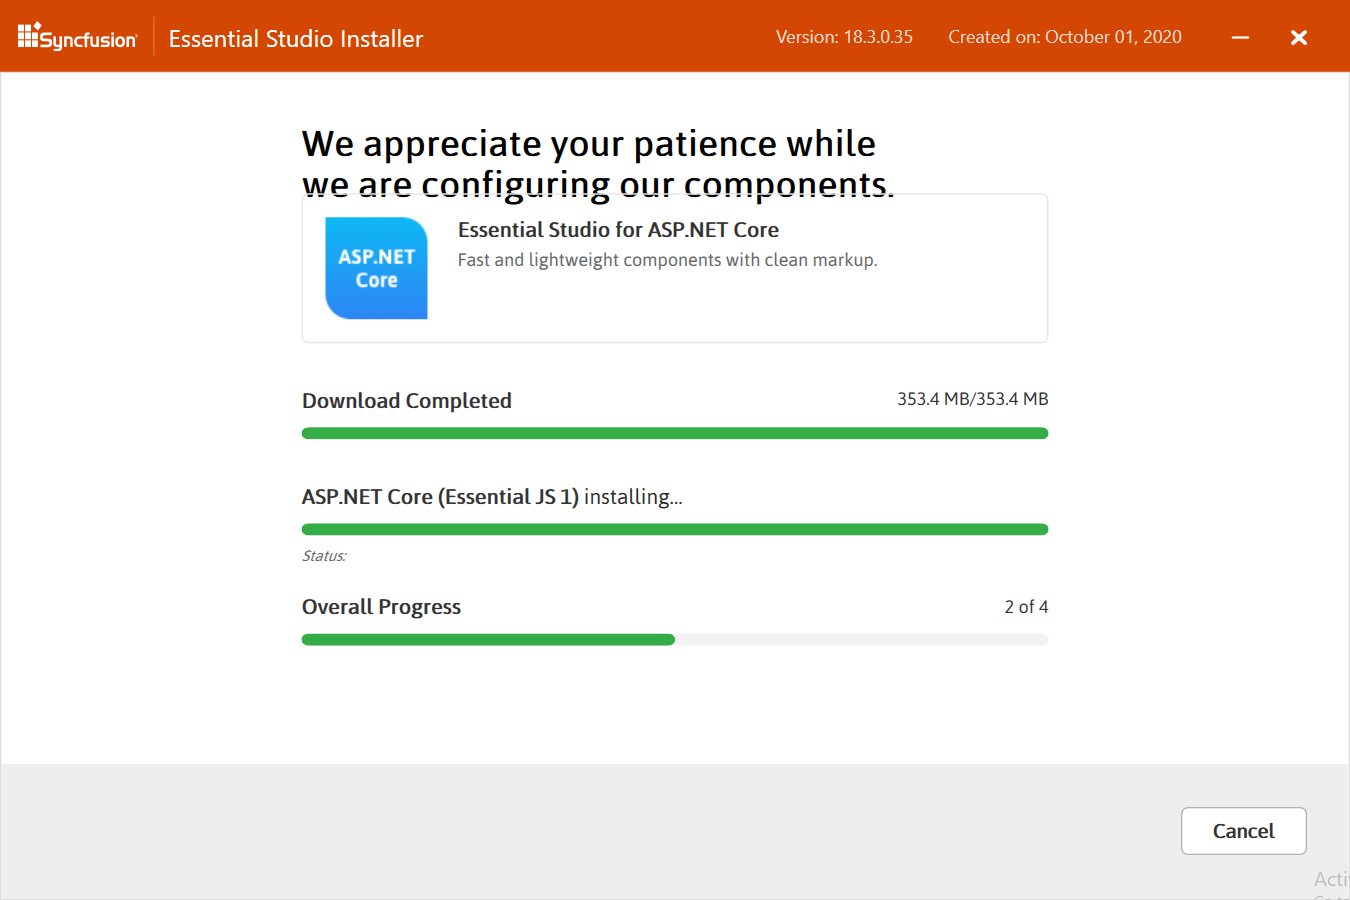 Syncfusion
Essential Studio Installer
Version: 18.3.0.35
Created on: October 01, 2020
We appreciate your patience while
we are configuring our components.
ASP.NET
Core
Essential Studio for ASP.NET Core
Fast and lightweight components with clean markup.
Download Completed
353.4 MB/353.4 MB
ASP.NET Core (Essential JS 1) installing...
Status:
Overall Progress
2 of 4
Cancel